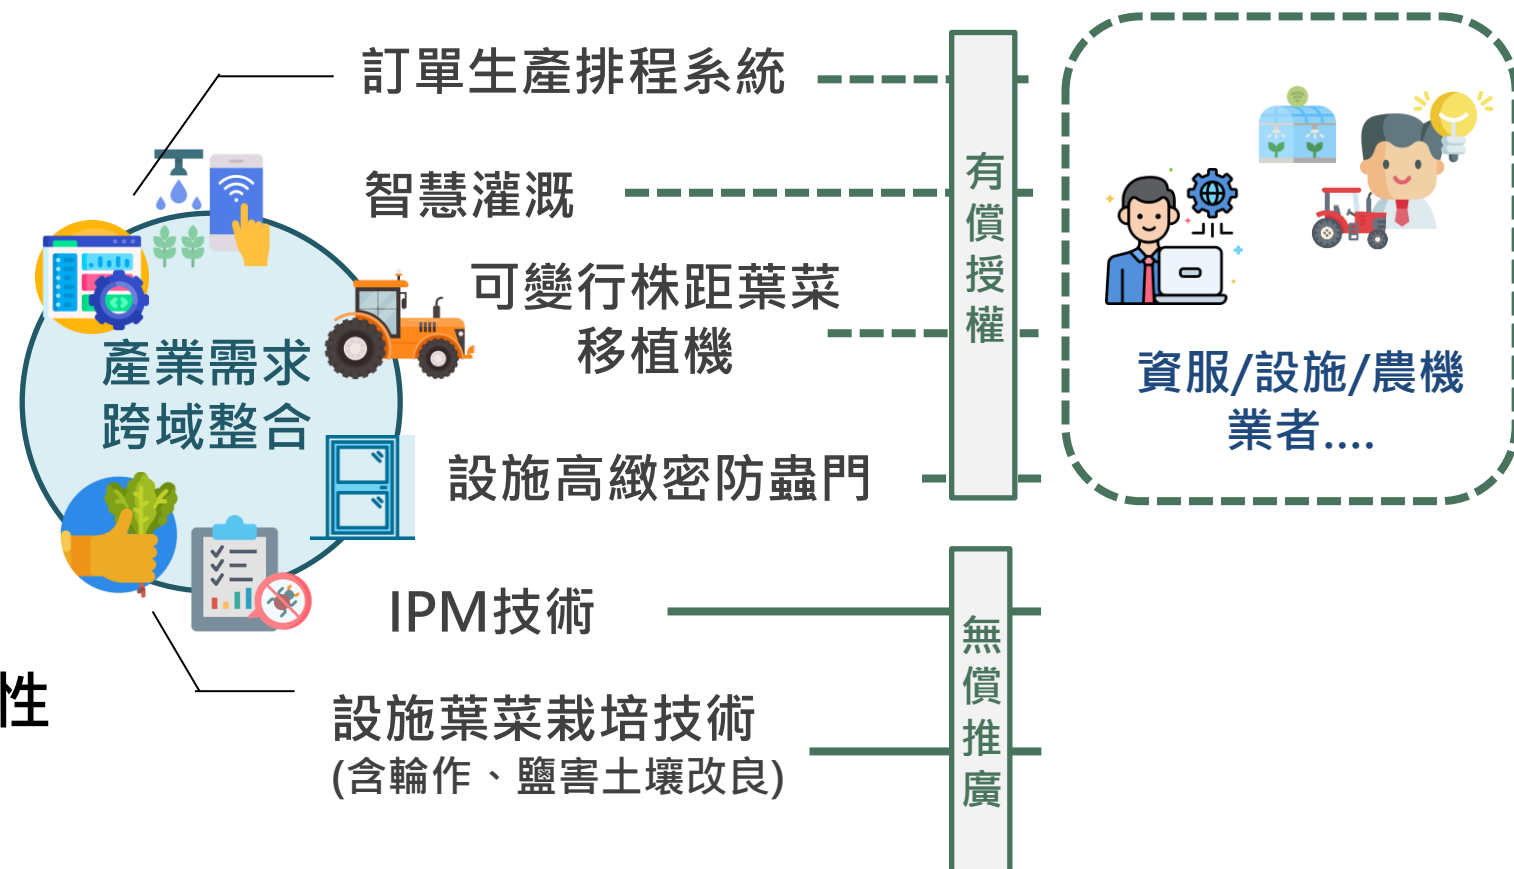 訂單生產排程系統
智慧灌溉
可變行株距葉菜
移植機
產業需求
跨域整合
設施高緻密防蟲門
IPM技術
設施葉菜栽培技術
(含輪作、鹽害土壤改良)
性
有償授權
無償推廣
資服/設施/農機
業者....